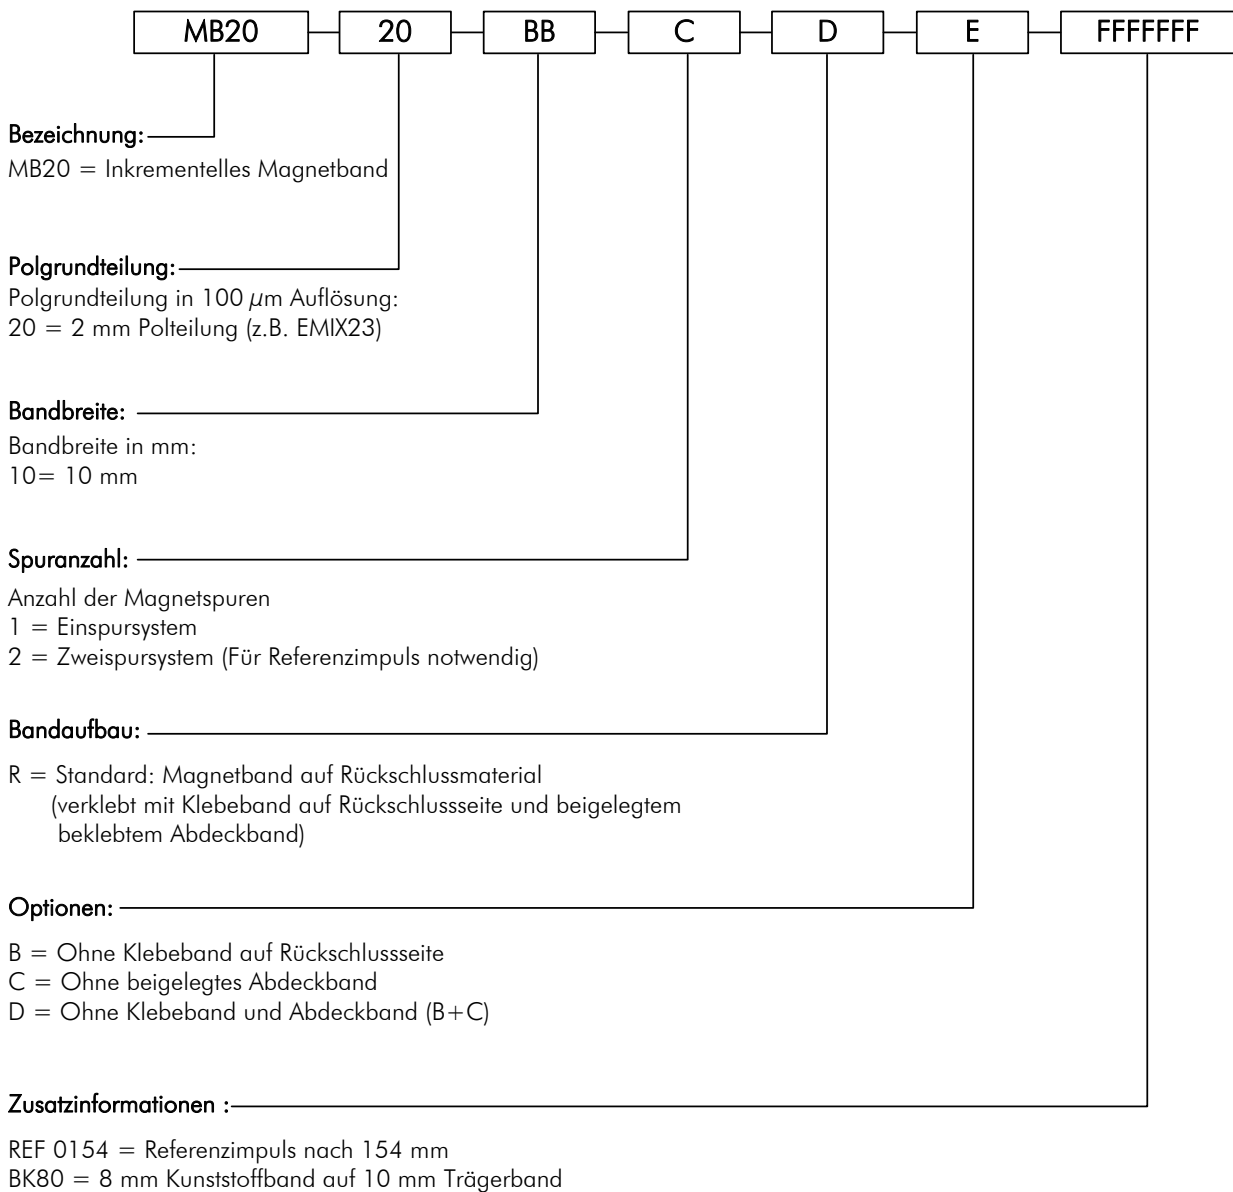 MB20 20 BB C D E FFFFFFF
Bezeichnung:
MB20 = Inkrementelles Magnetband
Polgrundteilung:
Polgrundteilung in 100 µm Auflösung:
20 = 2 mm Polteilung (z.B. EMIX23)
Bandbreite:
Bandbreite in mm:
10= 10 mm
Spuranzahl:
Anzahl der Magnetspuren
1 = Einspursystem
2 = Zweispursystem (Für Referenzimpuls notwendig)
Bandaufbau:
R = Standard: Magnetband auf Rückschlussmaterial
(verklebt mit Klebeband auf Rückschlussseite und beigelegtem
beklebtem Abdeckband)
Optionen:
B = Ohne Klebeband auf Rückschlussseite
C = Ohne beigelegtes Abdeckband
D = Ohne Klebeband und Abdeckband (B+C)
Zusatzinformationen :
REF 0154 = Referenzimpuls nach 154 mm
BK80 = 8 mm Kunststoffband auf 10 mm Trägerband